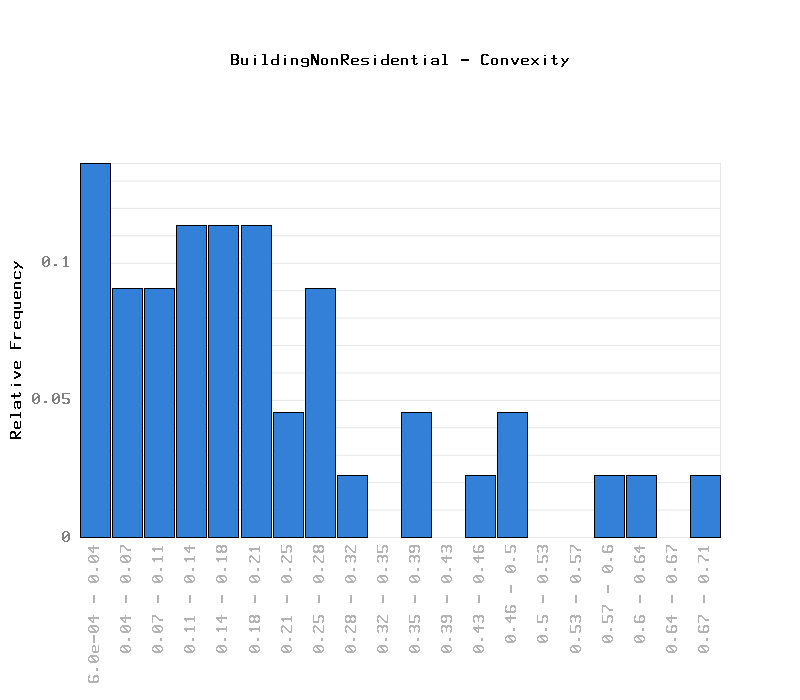 BuildingNonResidential - Convexity
Relative Frequency
0.1
0.05
0
6.0e-04 - 0.04
0.04 - 0.07
0.07 - 0.11
0.11 - 0.14
0.14 - 0.18
0.18 - 0.21
0.21 - 0.25
0.25 - 0.28
0.28 - 0.32
0.32 - 0.35
0.35 - 0.39
0.39 - 0.43
0.43 - 0.46
0.46 - 0.5
0.5 - 0.53
0.53 - 0.57
0.57 - 0.6
0.6 - 0.64
0.64 - 0.67
0.67 - 0.71